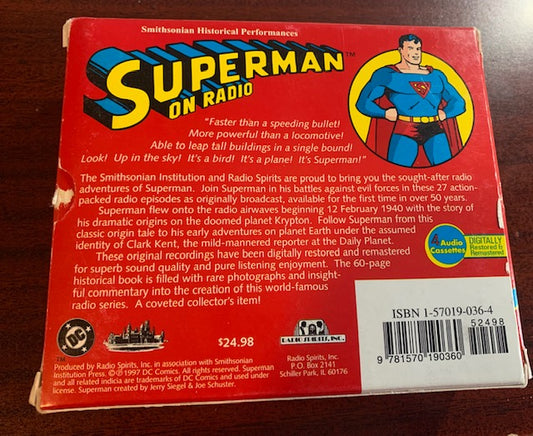 Smithsonian Historical Performances
SUPERMAN™
ON RADIO
"Faster than a speeding bullet!
More powerful than a locomotive!
Able to leap tall buildings in a single bound!
Look! Up in the sky! It's a bird! It's a plane! It's Superman!"
The Smithsonian Institution and Radio Spirits are proud to bring you the sought-after radio
adventures of Superman. Join Superman in his battles against evil forces in these 27 action-
packed radio episodes as originally broadcast, available for the first time in over 50 years.
Superman flew onto the radio airwaves beginning 12 February 1940 with the story of
his dramatic origins on the doomed planet Krypton. Follow Superman from this
classic origin tale to his early adventures on planet Earth under the assumed
identity of Clark Kent, the mild-mannered reporter at the Daily Planet.
These original recordings have been digitally restored and remastered
for superb sound quality and pure listening enjoyment. The 60-page
historical book is filled with rare photographs and insight-
ful commentary into the creation of this world-famous
radio series. A coveted collector's item!
Audio
Cassettes
DIGITALLY
Restored &
Remastered
DC
TM
$24.98
RADIO SPIRITS, INC.
Radio Spirits, Inc.
P.O. Box 2141
Schiller Park, IL 60176
Produced by Radio Spirits, Inc. in association with Smithsonian
Institution Press. ©℗1997 DC Comics. All rights reserved. Superman
and all related indicia are trademarks of DC Comics and used under
license. Superman created by Jerry Siegel & Joe Schuster.
ISBN 1-57019-036-4
52498
9 781570 190360